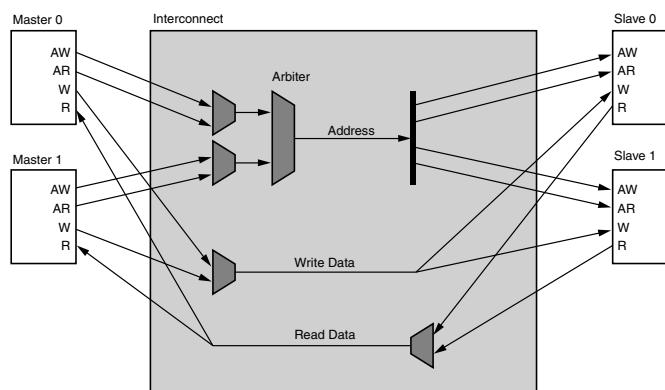 Master 0
Interconnect
Slave 0
AW
AR
W
R
Arbiter
Address
AW
AR
W
R
Master 1
AW
AR
W
R
Slave 1
AW
AR
W
R
Write Data
Read Data